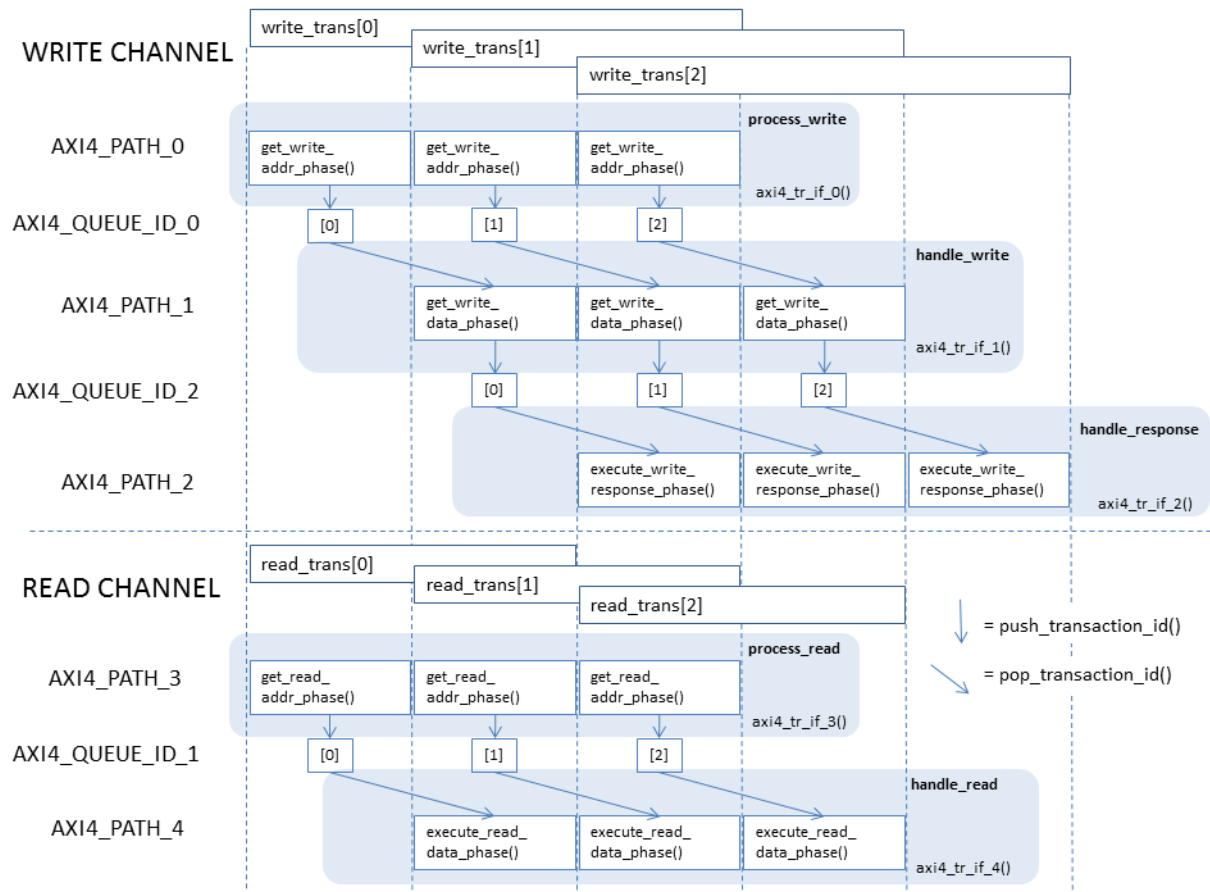 write_trans[0]
WRITE CHANNEL
write_trans[1]
write_trans[2]
process_write
AXI4_PATH_0
get_write_
addr_phase()
get_write_
addr_phase()
get_write_
addr_phase()
axi4_tr_if_0()
AXI4_QUEUE_ID_0
[0]
[1]
[2]
handle_write
AXI4_PATH_1
get_write_
data_phase()
get_write_
data_phase()
get_write_
data_phase()
axi4_tr_if_1()
AXI4_QUEUE_ID_2
[0]
[1]
[2]
handle_response
AXI4_PATH_2
execute_write_
response_phase()
execute_write_
response_phase()
execute_write_
response_phase()
axi4_tr_if_2()
read_trans[0]
READ CHANNEL
read_trans[1]
read_trans[2]
= push_transaction_id()
process_read
AXI4_PATH_3
get_read_
addr_phase()
get_read_
addr_phase()
get_read_
addr_phase()
axi4_tr_if_3()
= pop_transaction_id()
AXI4_QUEUE_ID_1
[0]
[1]
[2]
handle_read
AXI4_PATH_4
execute_read_
data_phase()
execute_read_
data_phase()
execute_read_
data_phase()
axi4_tr_if_4()